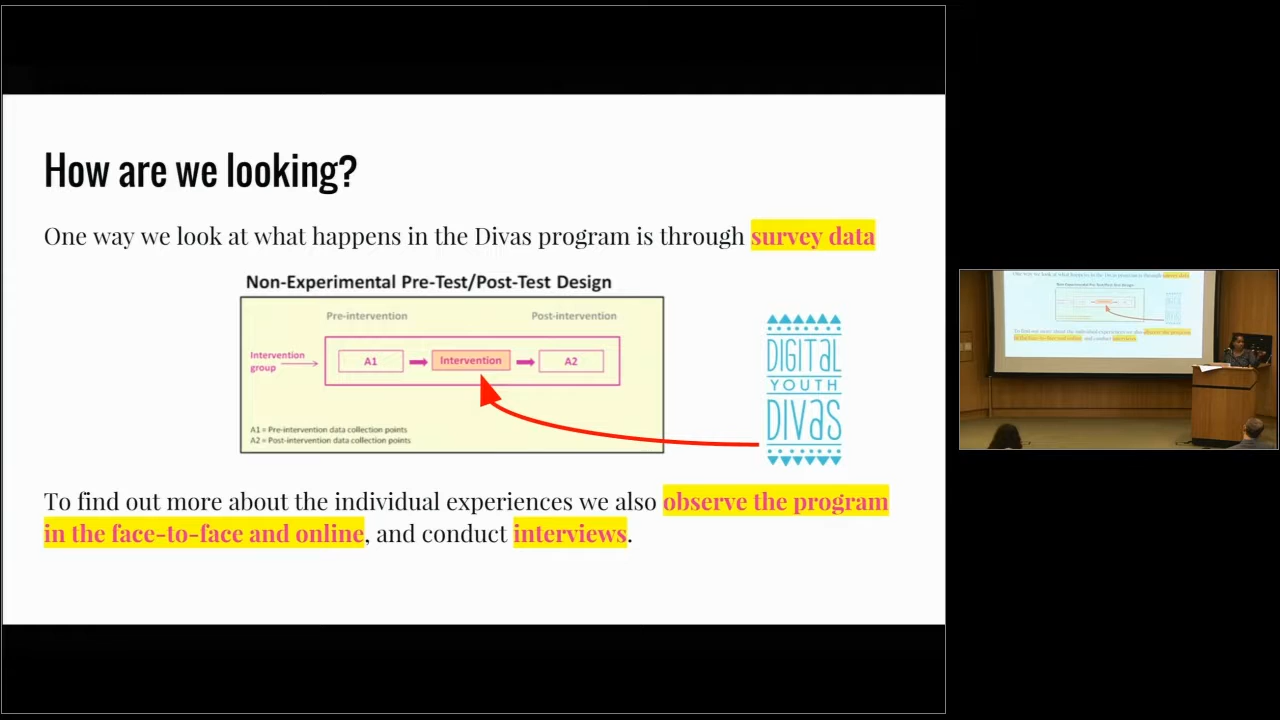 How are we looking?
One way we look at what happens in the Divas program is through survey data
Non-Experimental Pre-Test/Post-Test Design
Pre-intervention Post-intervention
Intervention group
A1 Intervention A2
A1 = Pre-intervention data collection points
A2 = Post-intervention data collection points
DIGITAL
YOUTH
DIVAS
To find out more about the individual experiences we also observe the program
in the face-to-face and online, and conduct interviews.